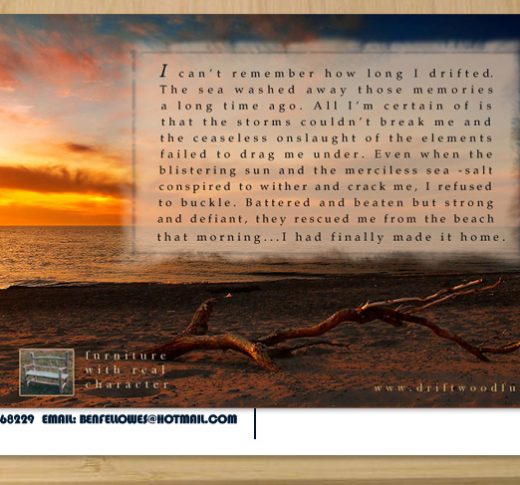 I can't remember how long I drifted.
The sea washed away those memories
a long time ago. All I'm certain of is
that the storms couldn't break me and
the ceaseless onslaught of the elements
failed to drag me under. Even when the
blistering sun and the merciless sea -salt
conspired to wither and crack me, I refused
to buckle. Battered and beaten but strong
and defiant, they rescued me from the beach
that morning...I had finally made it home.
furniture
with real
character
www.driftwoodfu
68229 EMAIL: BENFELLOWES@HOTMAIL.COM